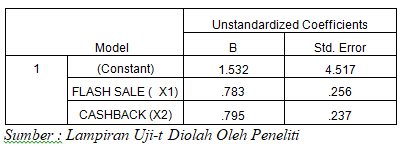 Unstandardized Coefficients
Model B Std. Error
1 (Constant) 1.532 4.517
FLASH SALE ( X1) .783 .256
CASHBACK (X2) .795 .237
Sumber : Lampiran Uji-t Diolah Oleh Peneliti